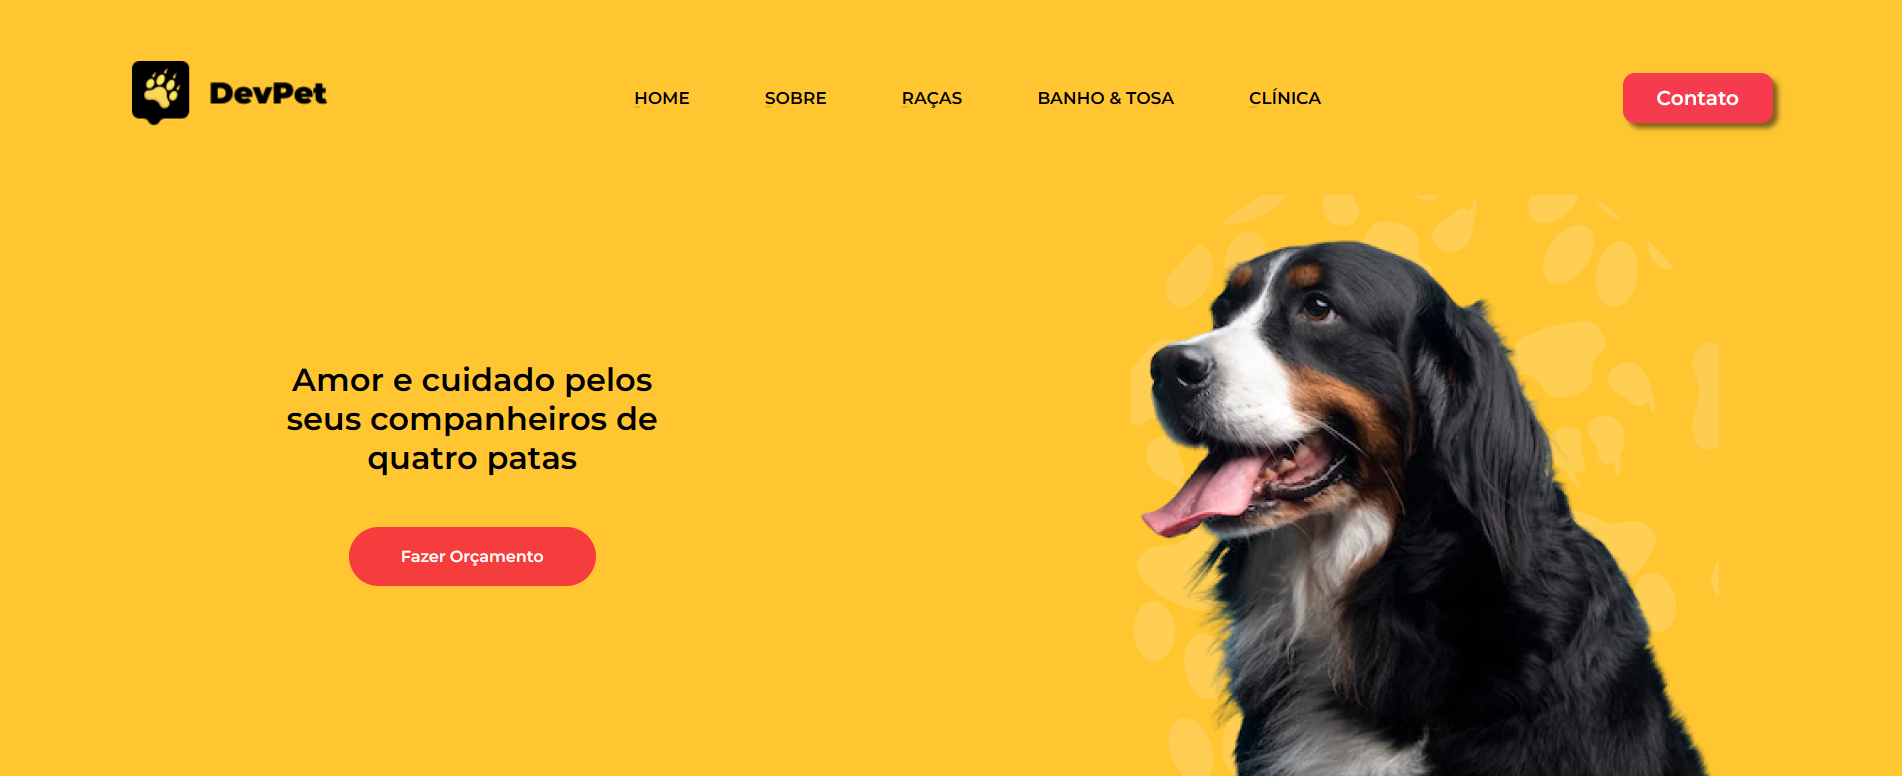 DevPet
HOME
SOBRE
RAÇAS
BANHO & TOSA
CLÍNICA
Contato
Amor e cuidado pelos
seus companheiros de
quatro patas
Fazer Orçamento